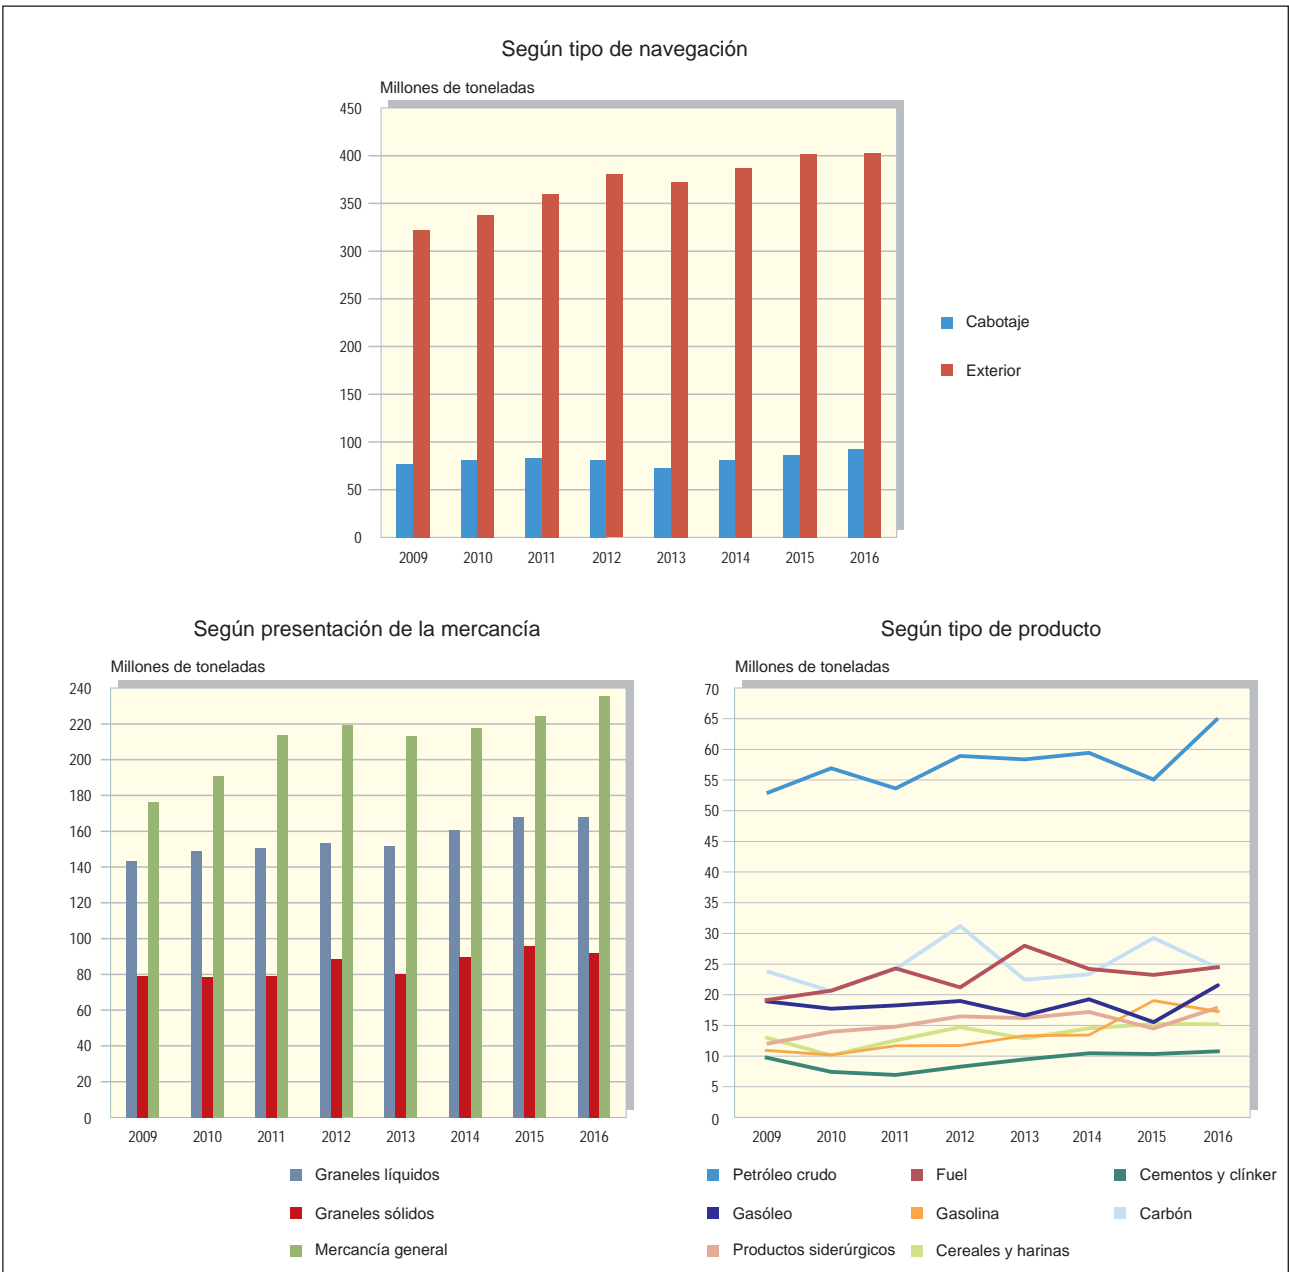 Según tipo de navegación
Millones de toneladas
450
400
350
300
250
200
150
100
50
0
2009 2010 2011 2012 2013 2014 2015 2016
Cabotaje
Exterior
Según presentación de la mercancía
Millones de toneladas
240
220
200
180
160
140
120
100
80
60
40
20
0
2009 2010 2011 2012 2013 2014 2015 2016
Graneles líquidos
Graneles sólidos
Mercancía general
Según tipo de producto
Millones de toneladas
70
65
60
55
50
45
40
35
30
25
20
15
10
5
0
2009 2010 2011 2012 2013 2014 2015 2016
Petróleo crudo Fuel Cementos y clínker
Gasóleo Gasolina Carbón
Productos siderúrgicos Cereales y harinas